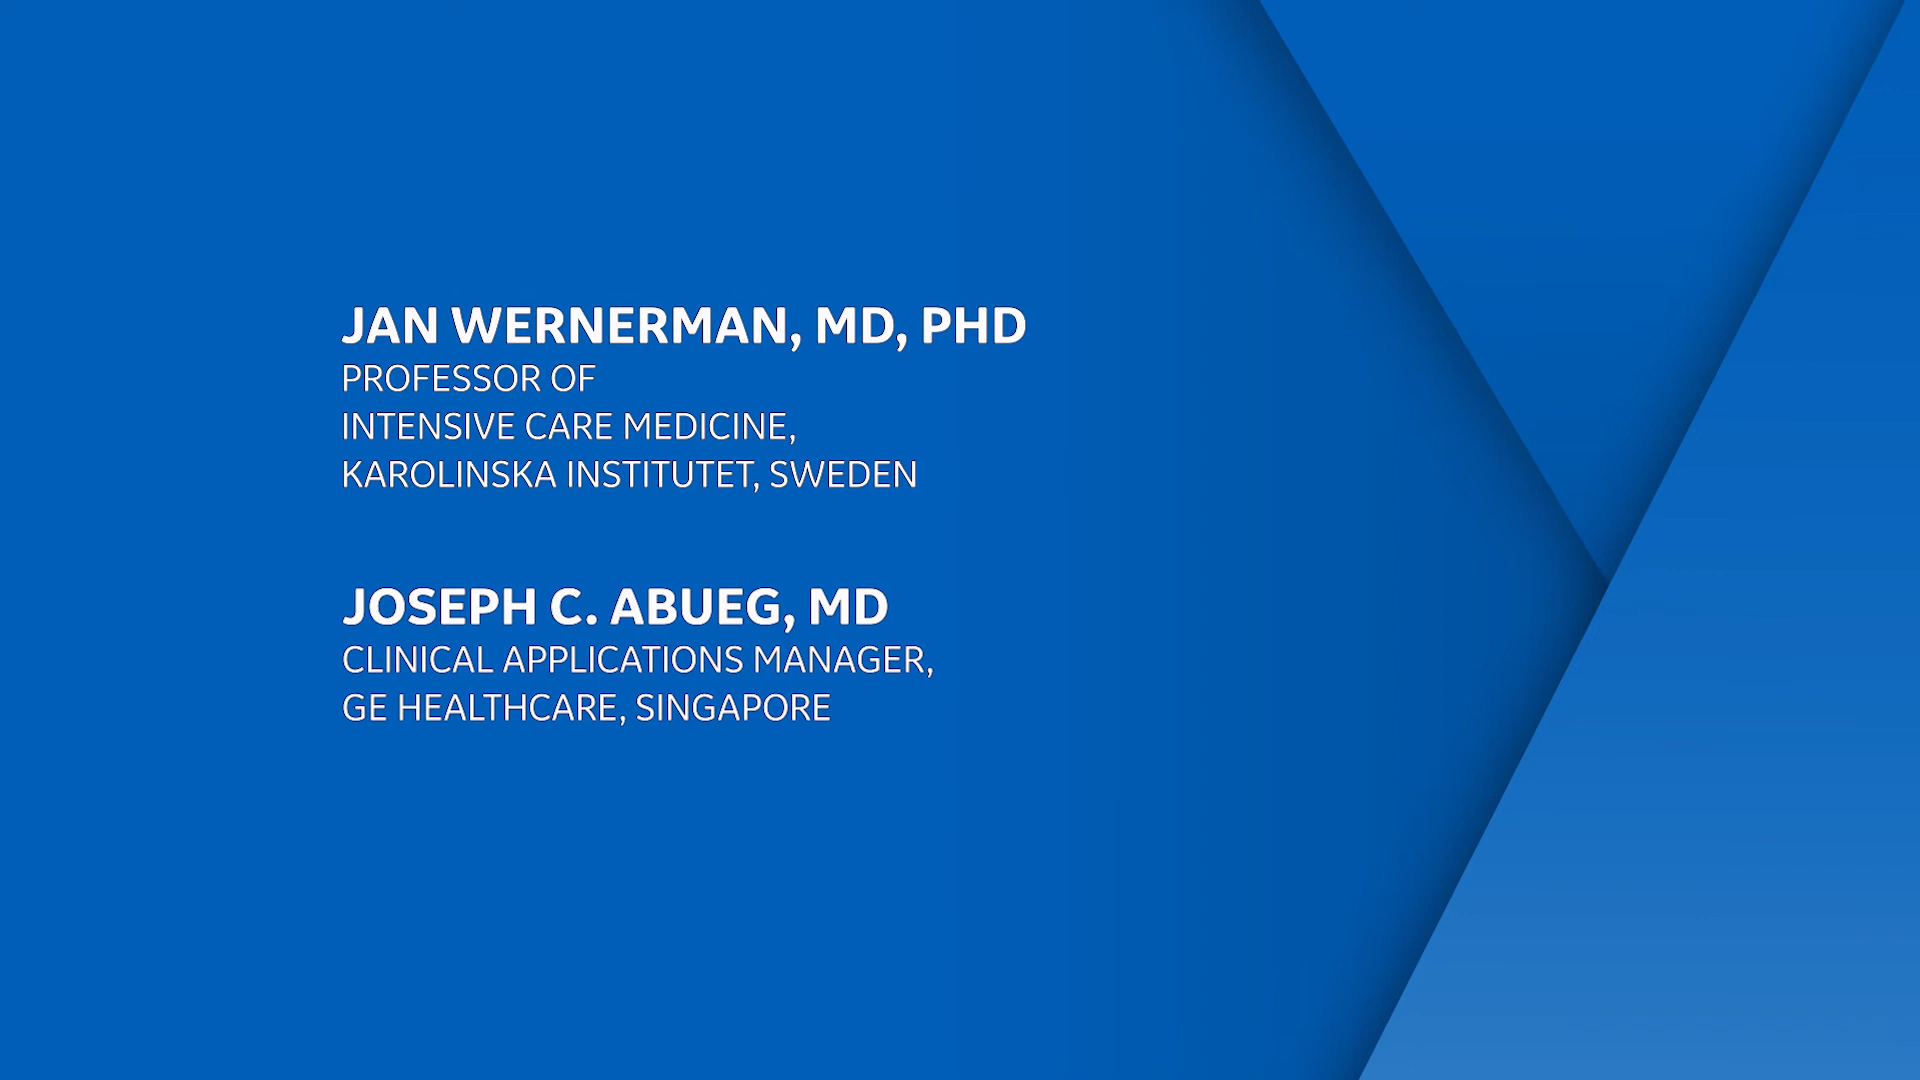 JAN WERNERMAN, MD, PHD
PROFESSOR OF
INTENSIVE CARE MEDICINE,
KAROLINSKA INSTITUTET, SWEDEN
JOSEPH C. ABUEG, MD
CLINICAL APPLICATIONS MANAGER,
GE HEALTHCARE, SINGAPORE